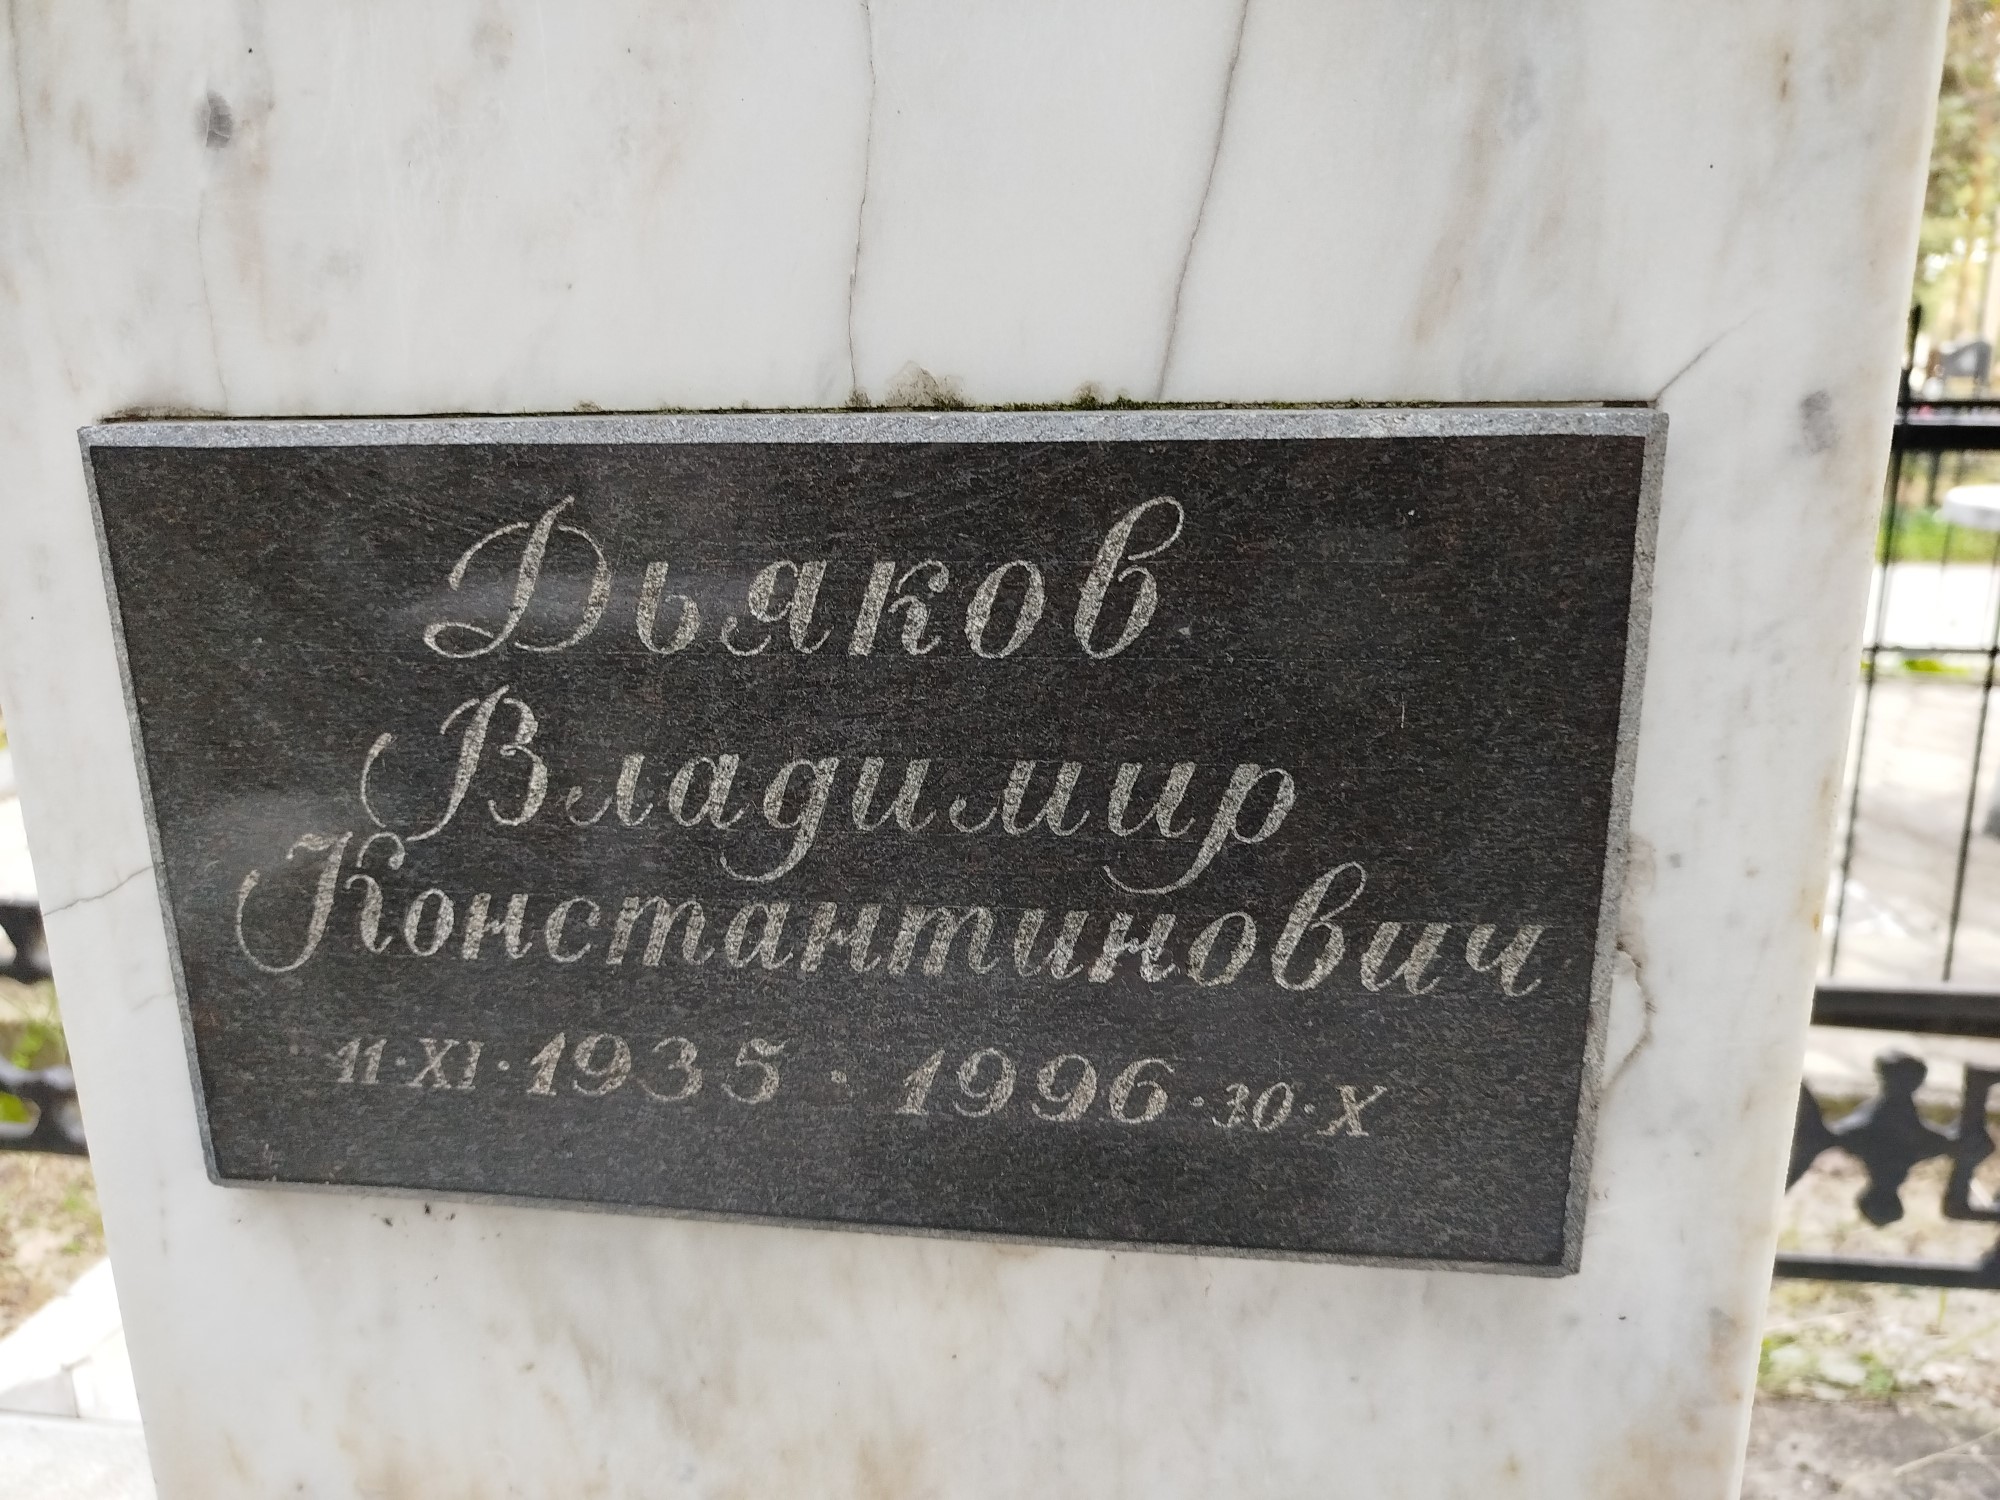 Дьяков
Владимир
Константинович
11·XI·1935 · 1996·30·X